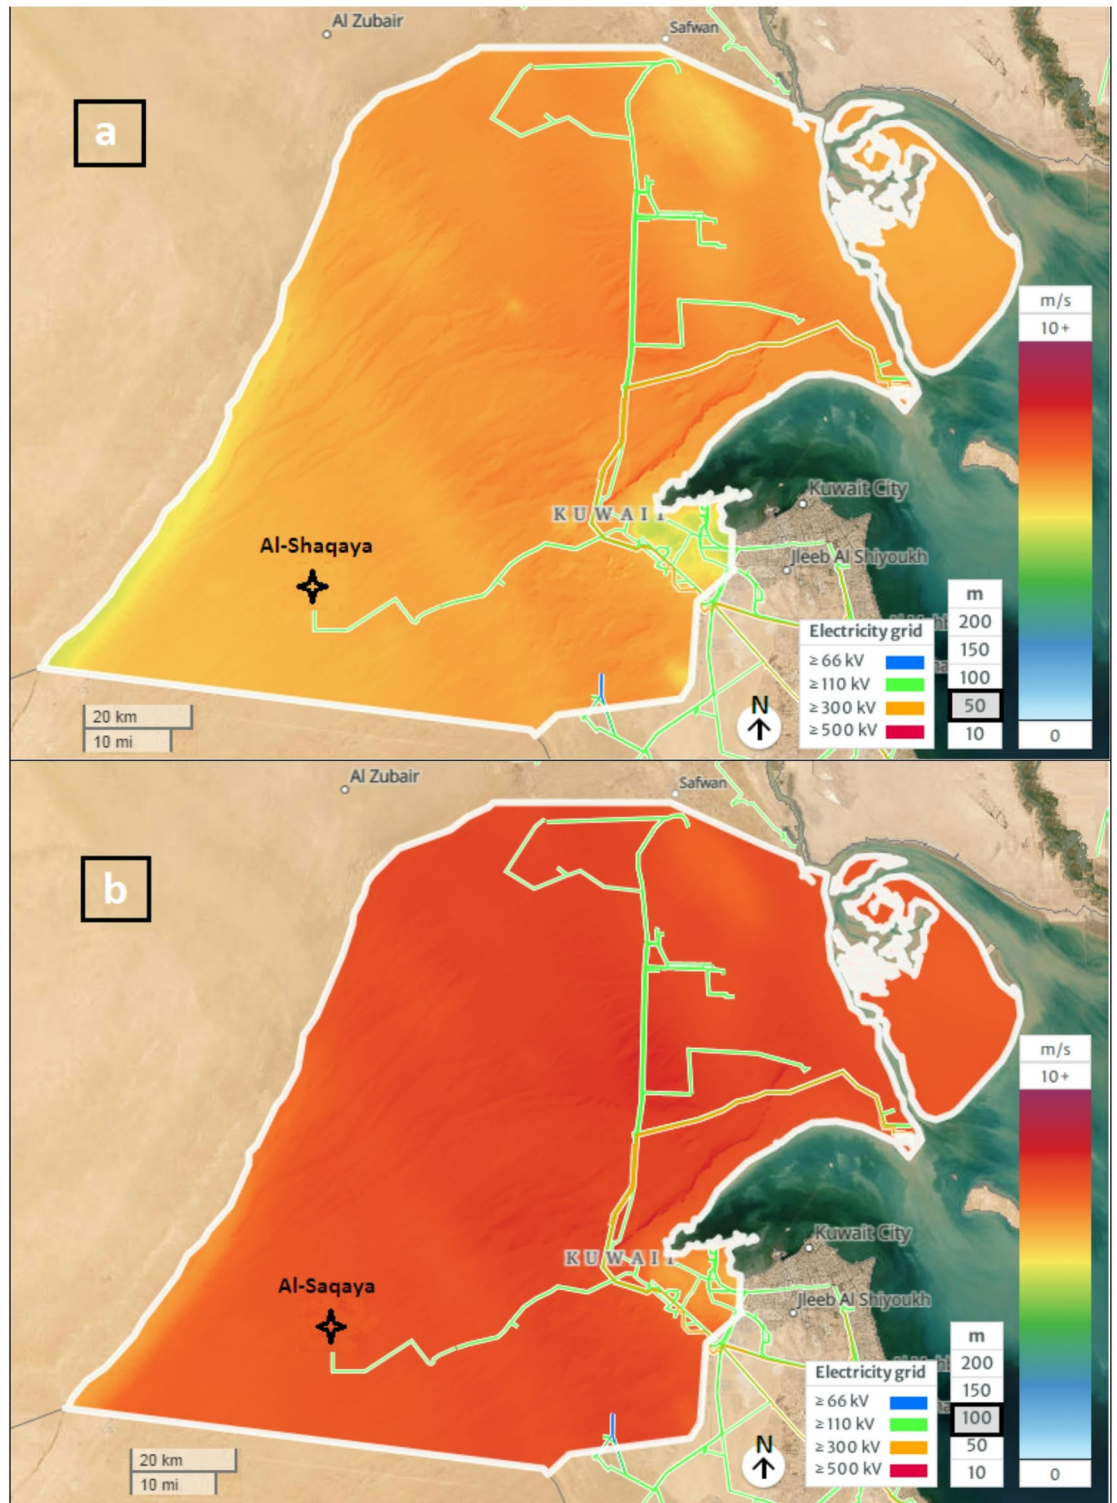 Al Zubair
Safwan
a
m/s
10+
Kuwait City
KUWAIT
Al-Shaqaya
Jleeb Al Shiyoukh
m
200
Electricity grid
150
≥ 66 kV
100
≥ 110 kV
50
20 km
N
≥ 300 kV
10 mi
≥ 500 kV
10
0
Al Zubair
Safwan
b
m/s
10+
Kuwait City
KUWAIT
Al-Saqaya
Jleeb Al Shiyoukh
m
200
Electricity grid
150
≥ 66 kV
100
≥ 110 kV
50
20 km
N
≥ 300 kV
10 mi
≥ 500 kV
10
0